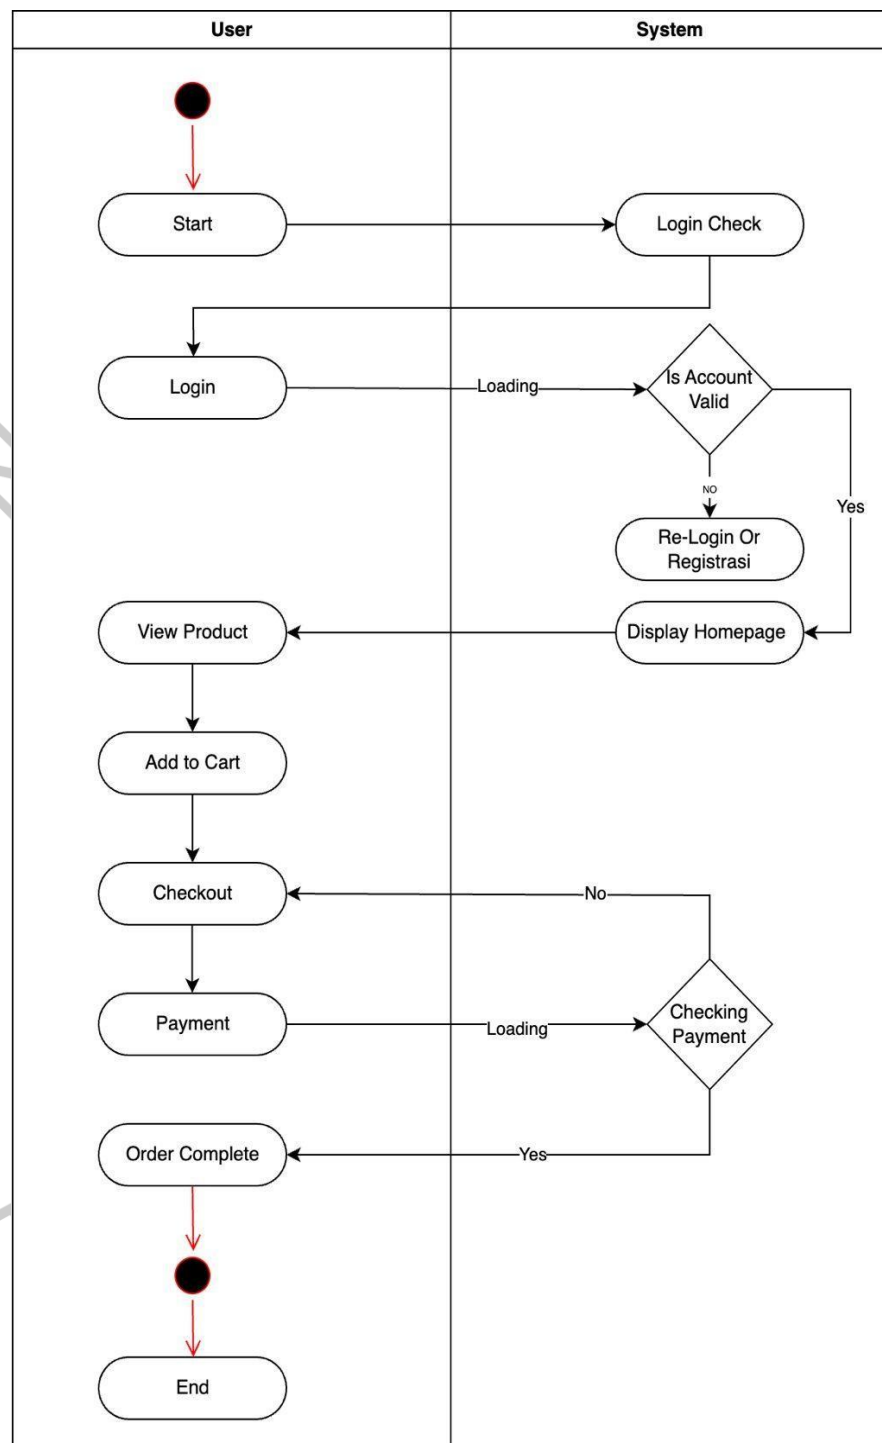 User
System
Start
Login Check
Login
Loading
Is Account
Valid
NO
Yes
Re-Login Or
Registrasi
View Product
Display Homepage
Add to Cart
Checkout
No
Payment
Loading
Checking
Payment
Order Complete
Yes
End